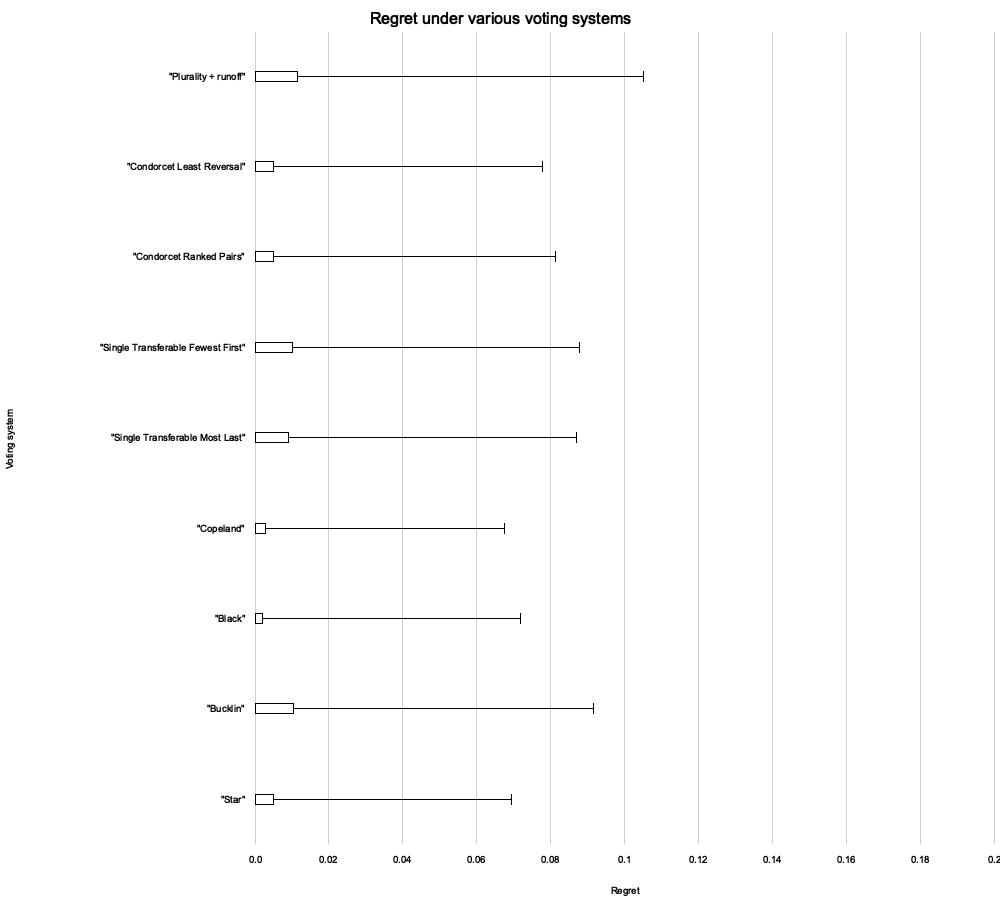 Regret under various voting systems
"Plurality + runoff"
"Condorcet Least Reversal"
"Condorcet Ranked Pairs"
"Single Transferable Fewest First"
"Single Transferable Most Last"
"Copeland"
"Black"
"Bucklin"
"Star"
Voting system
0.0 0.02 0.04 0.06 0.08 0.1 0.12 0.14 0.16 0.18 0.2
Regret